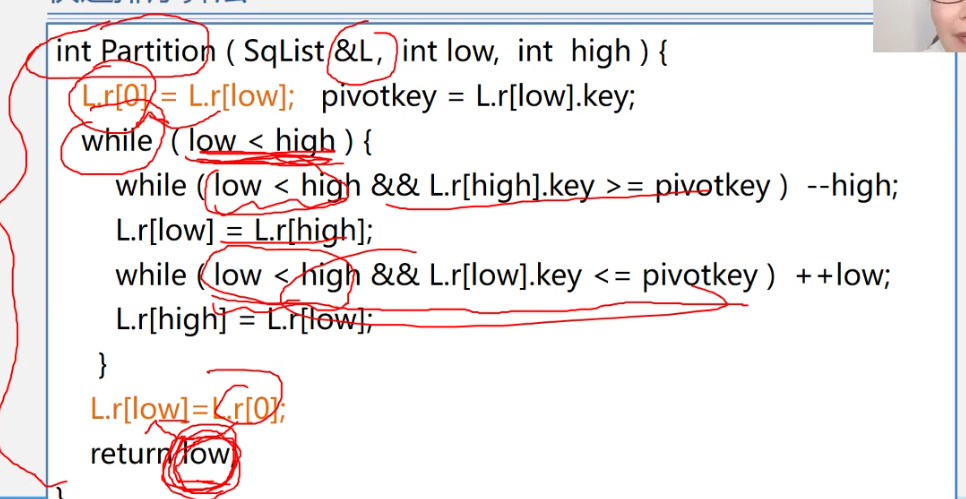 int Partition ( SqList &L, int low, int high ) {
L.r[0] = L.r[low]; pivotkey = L.r[low].key;
while ( low < high ) {
while ( low < high && L.r[high].key >= pivotkey ) --high;
L.r[low] = L.r[high];
while ( low < high && L.r[low].key <= pivotkey ) ++low;
L.r[high] = L.r[low];
}
L.r[low]=L.r[0];
return low;
}